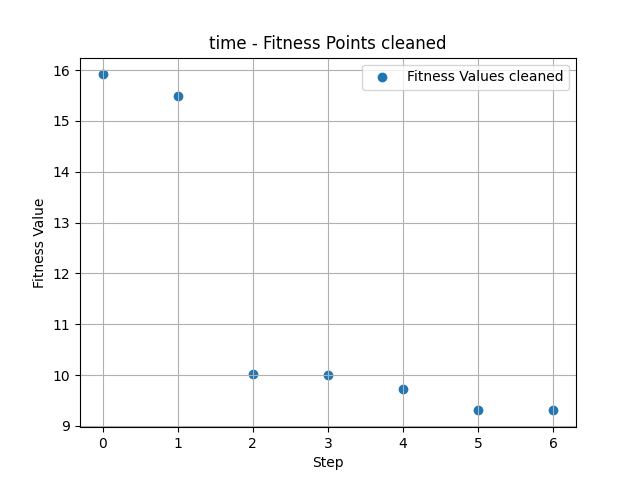 time - Fitness Points cleaned
Fitness Values cleaned
16
15
14
13
12
11
10
9
Fitness Value
0 1 2 3 4 5 6
Step